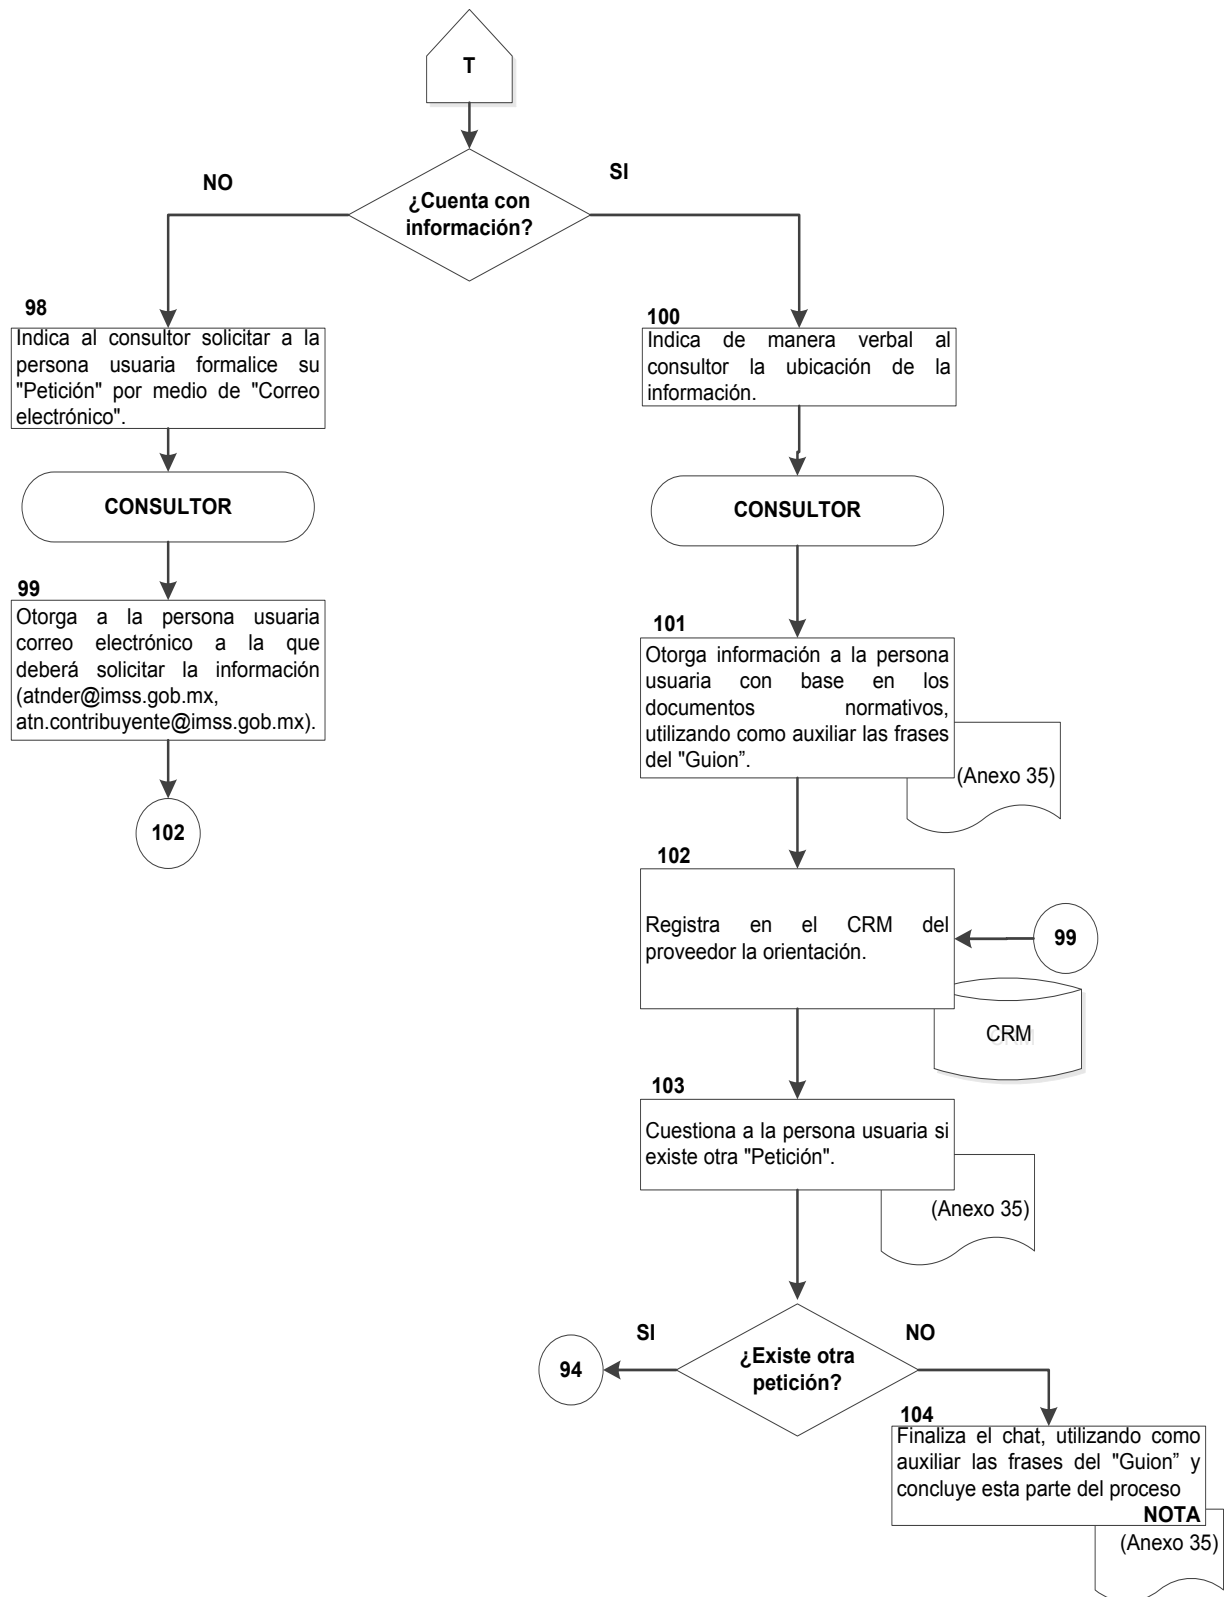 T
¿Cuenta con
información?
NO
SI
98
Indica al consultor solicitar a la
persona usuaria formalice su
"Petición" por medio de "Correo
electrónico".
CONSULTOR
99
Otorga a la persona usuaria
correo electrónico a la que
deberá solicitar la información
(atnder@imss.gob.mx,
atn.contribuyente@imss.gob.mx).
102
100
Indica de manera verbal al
consultor la ubicación de la
información.
CONSULTOR
101
Otorga información a la persona
usuaria con base en los
documentos normativos,
utilizando como auxiliar las frases
del "Guion”.
(Anexo 35)
102
Registra en el CRM del
proveedor la orientación.
99
CRM
103
Cuestiona a la persona usuaria si
existe otra "Petición".
(Anexo 35)
¿Existe otra
petición?
SI
NO
94
104
Finaliza el chat, utilizando como
auxiliar las frases del "Guion” y
concluye esta parte del proceso
NOTA
(Anexo 35)